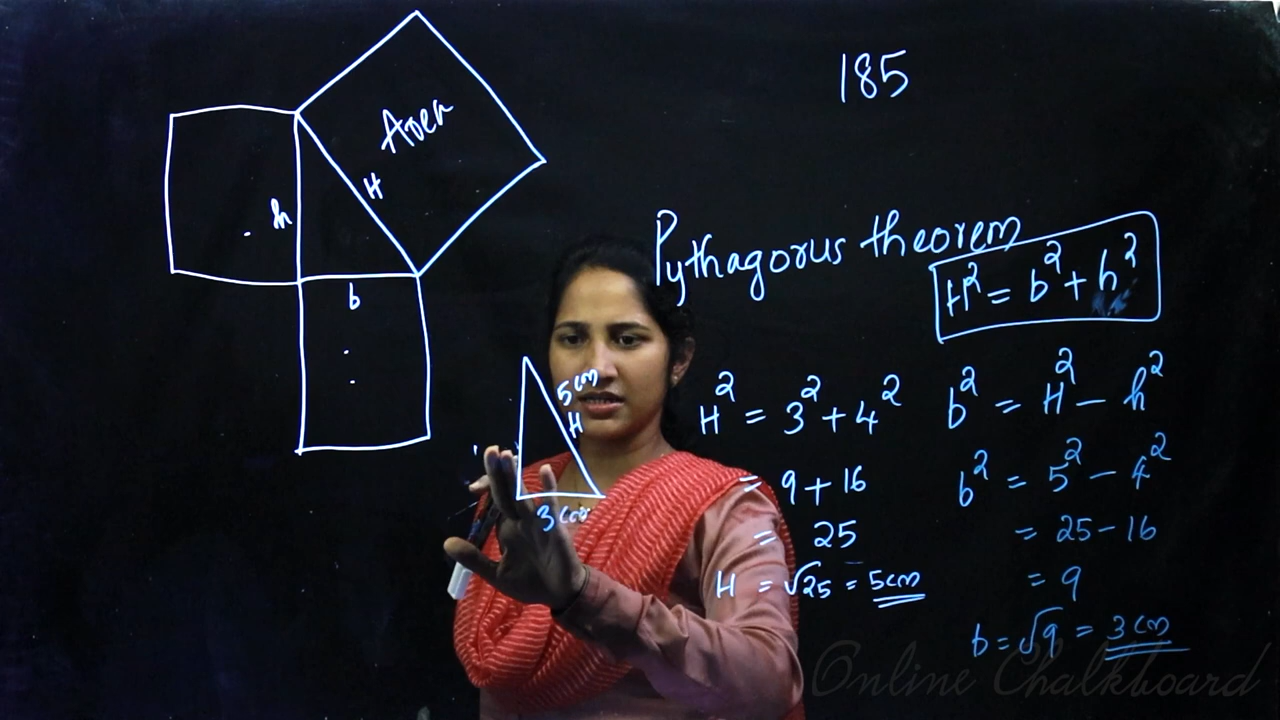 185
Area
H
h
b
Pythagorus theorem
H² = b² + h²
5cm
H
3cm
H² = 3² + 4²
= 9 + 16
= 25
H = √25 = 5cm
b² = H² − h²
b² = 5² − 4²
= 25 − 16
= 9
b = √9 = 3cm
Online Chalkboard